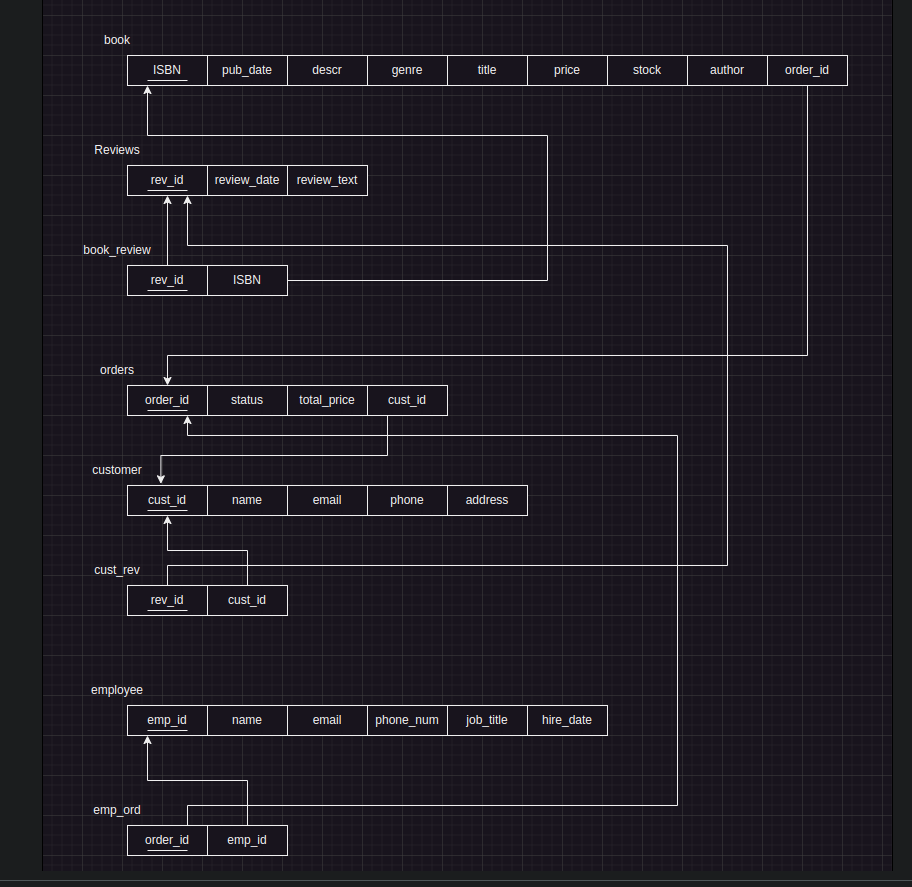 book
ISBN pub_date descr genre title price stock author order_id
Reviews
rev_id review_date review_text
book_review
rev_id ISBN
orders
order_id status total_price cust_id
customer
cust_id name email phone address
cust_rev
rev_id cust_id
employee
emp_id name email phone_num job_title hire_date
emp_ord
order_id emp_id